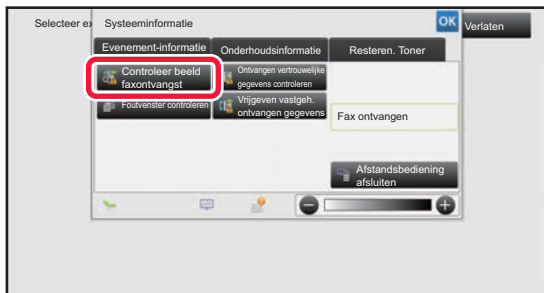 Selecteer ex
Systeeminformatie
OK
Verlaten
Evenement-informatie
Onderhoudsinformatie
Resteren. Toner
Controleer beeld
faxontvangst
Ontvangen vertrouwelijke
gegevens controleren
Foutvenster controleren
Vrijgeven vastgeh.
ontvangen gegevens
Fax ontvangen
Afstandsbediening
afsluiten